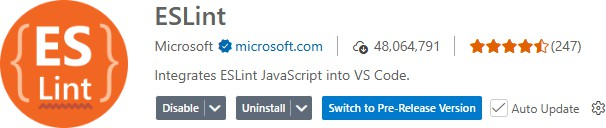 ES
Lint
ESLint
Microsoft microsoft.com 48,064,791 (247)
Integrates ESLint JavaScript into VS Code.
Disable Uninstall Switch to Pre-Release Version Auto Update